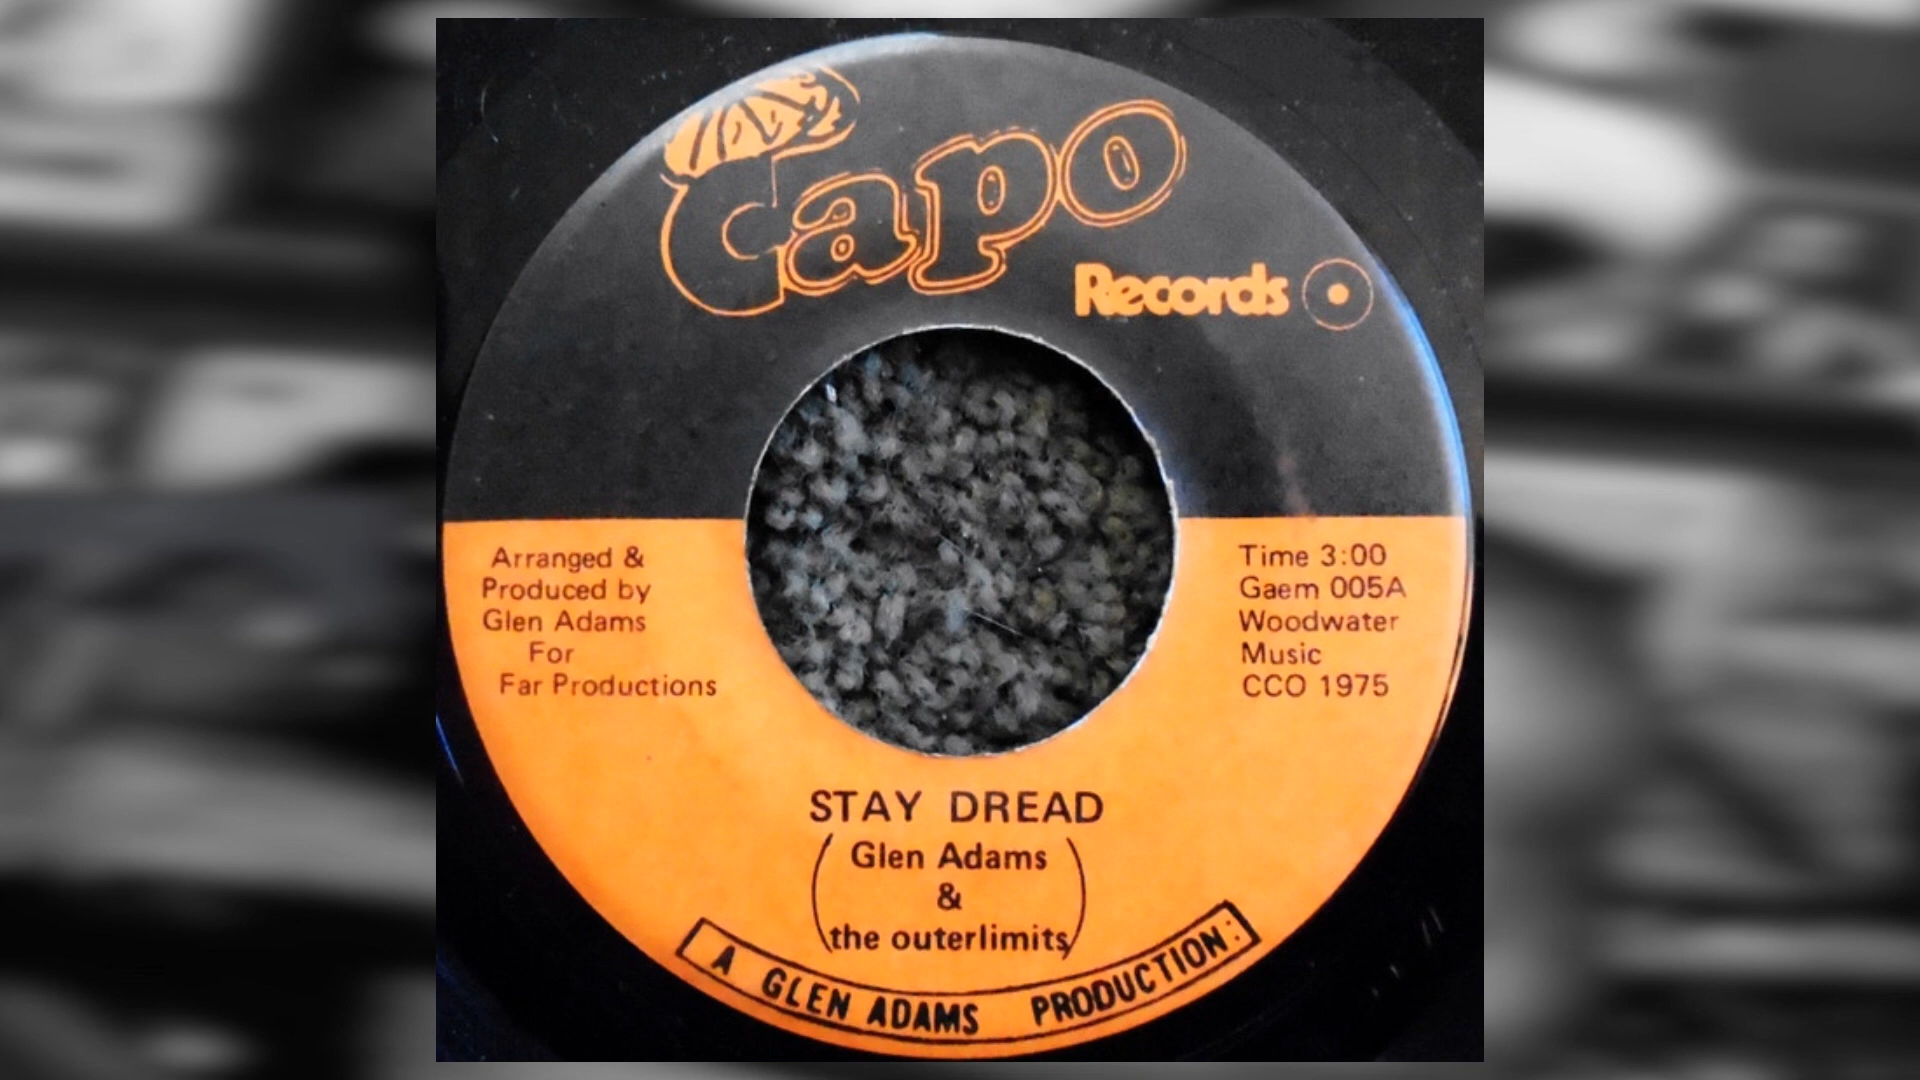 Capo
Records
Arranged &
Produced by
Glen Adams
For
Far Productions
Time 3:00
Gaem 005A
Woodwater
Music
CCO 1975
STAY DREAD
(Glen Adams
&
the outerlimits)
A GLEN ADAMS PRODUCTION: